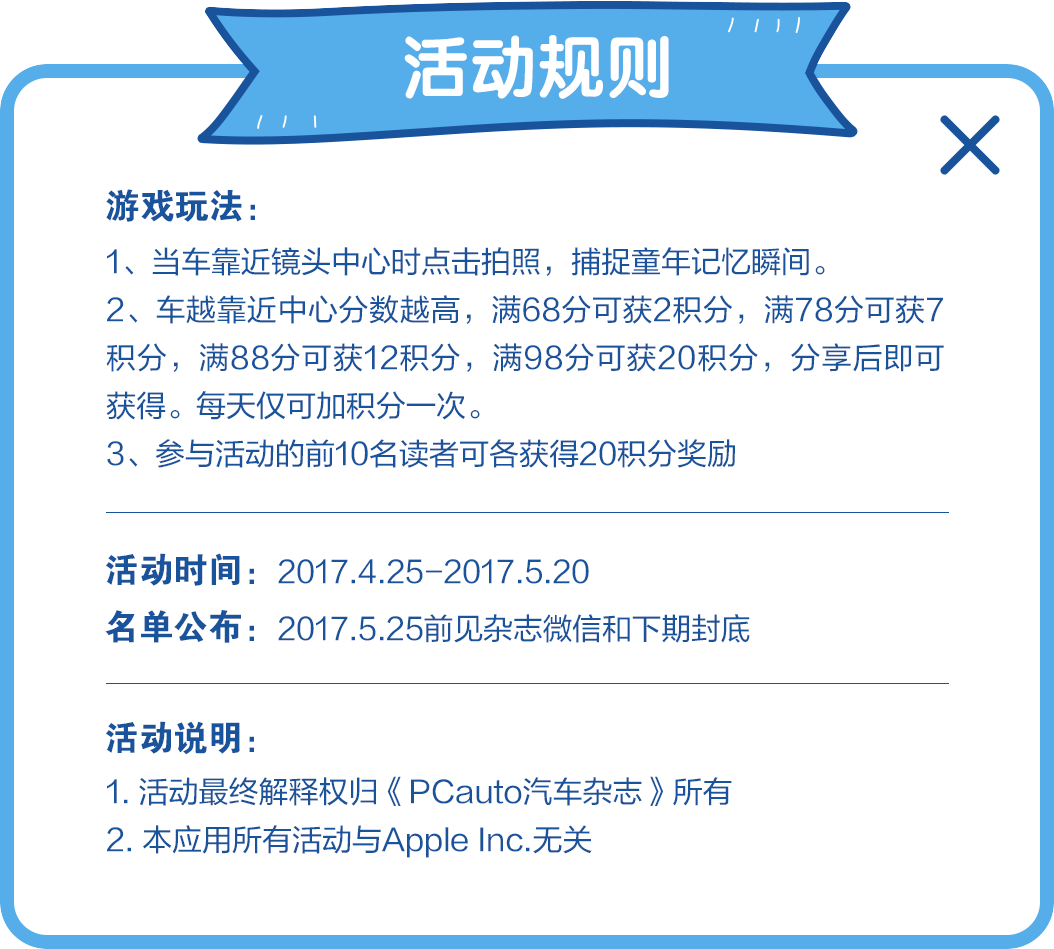 活动规则
游戏玩法：
1、当车靠近镜头中心时点击拍照，捕捉童年记忆瞬间。
2、车越靠近中心分数越高，满68分可获2积分，满78分可获7
积分，满88分可获12积分，满98分可获20积分，分享后即可
获得。每天仅可加积分一次。
3、参与活动的前10名读者可各获得20积分奖励
活动时间：2017.4.25-2017.5.20
名单公布：2017.5.25前见杂志微信和下期封底
活动说明：
1. 活动最终解释权归《PCauto汽车杂志》所有
2. 本应用所有活动与Apple Inc.无关